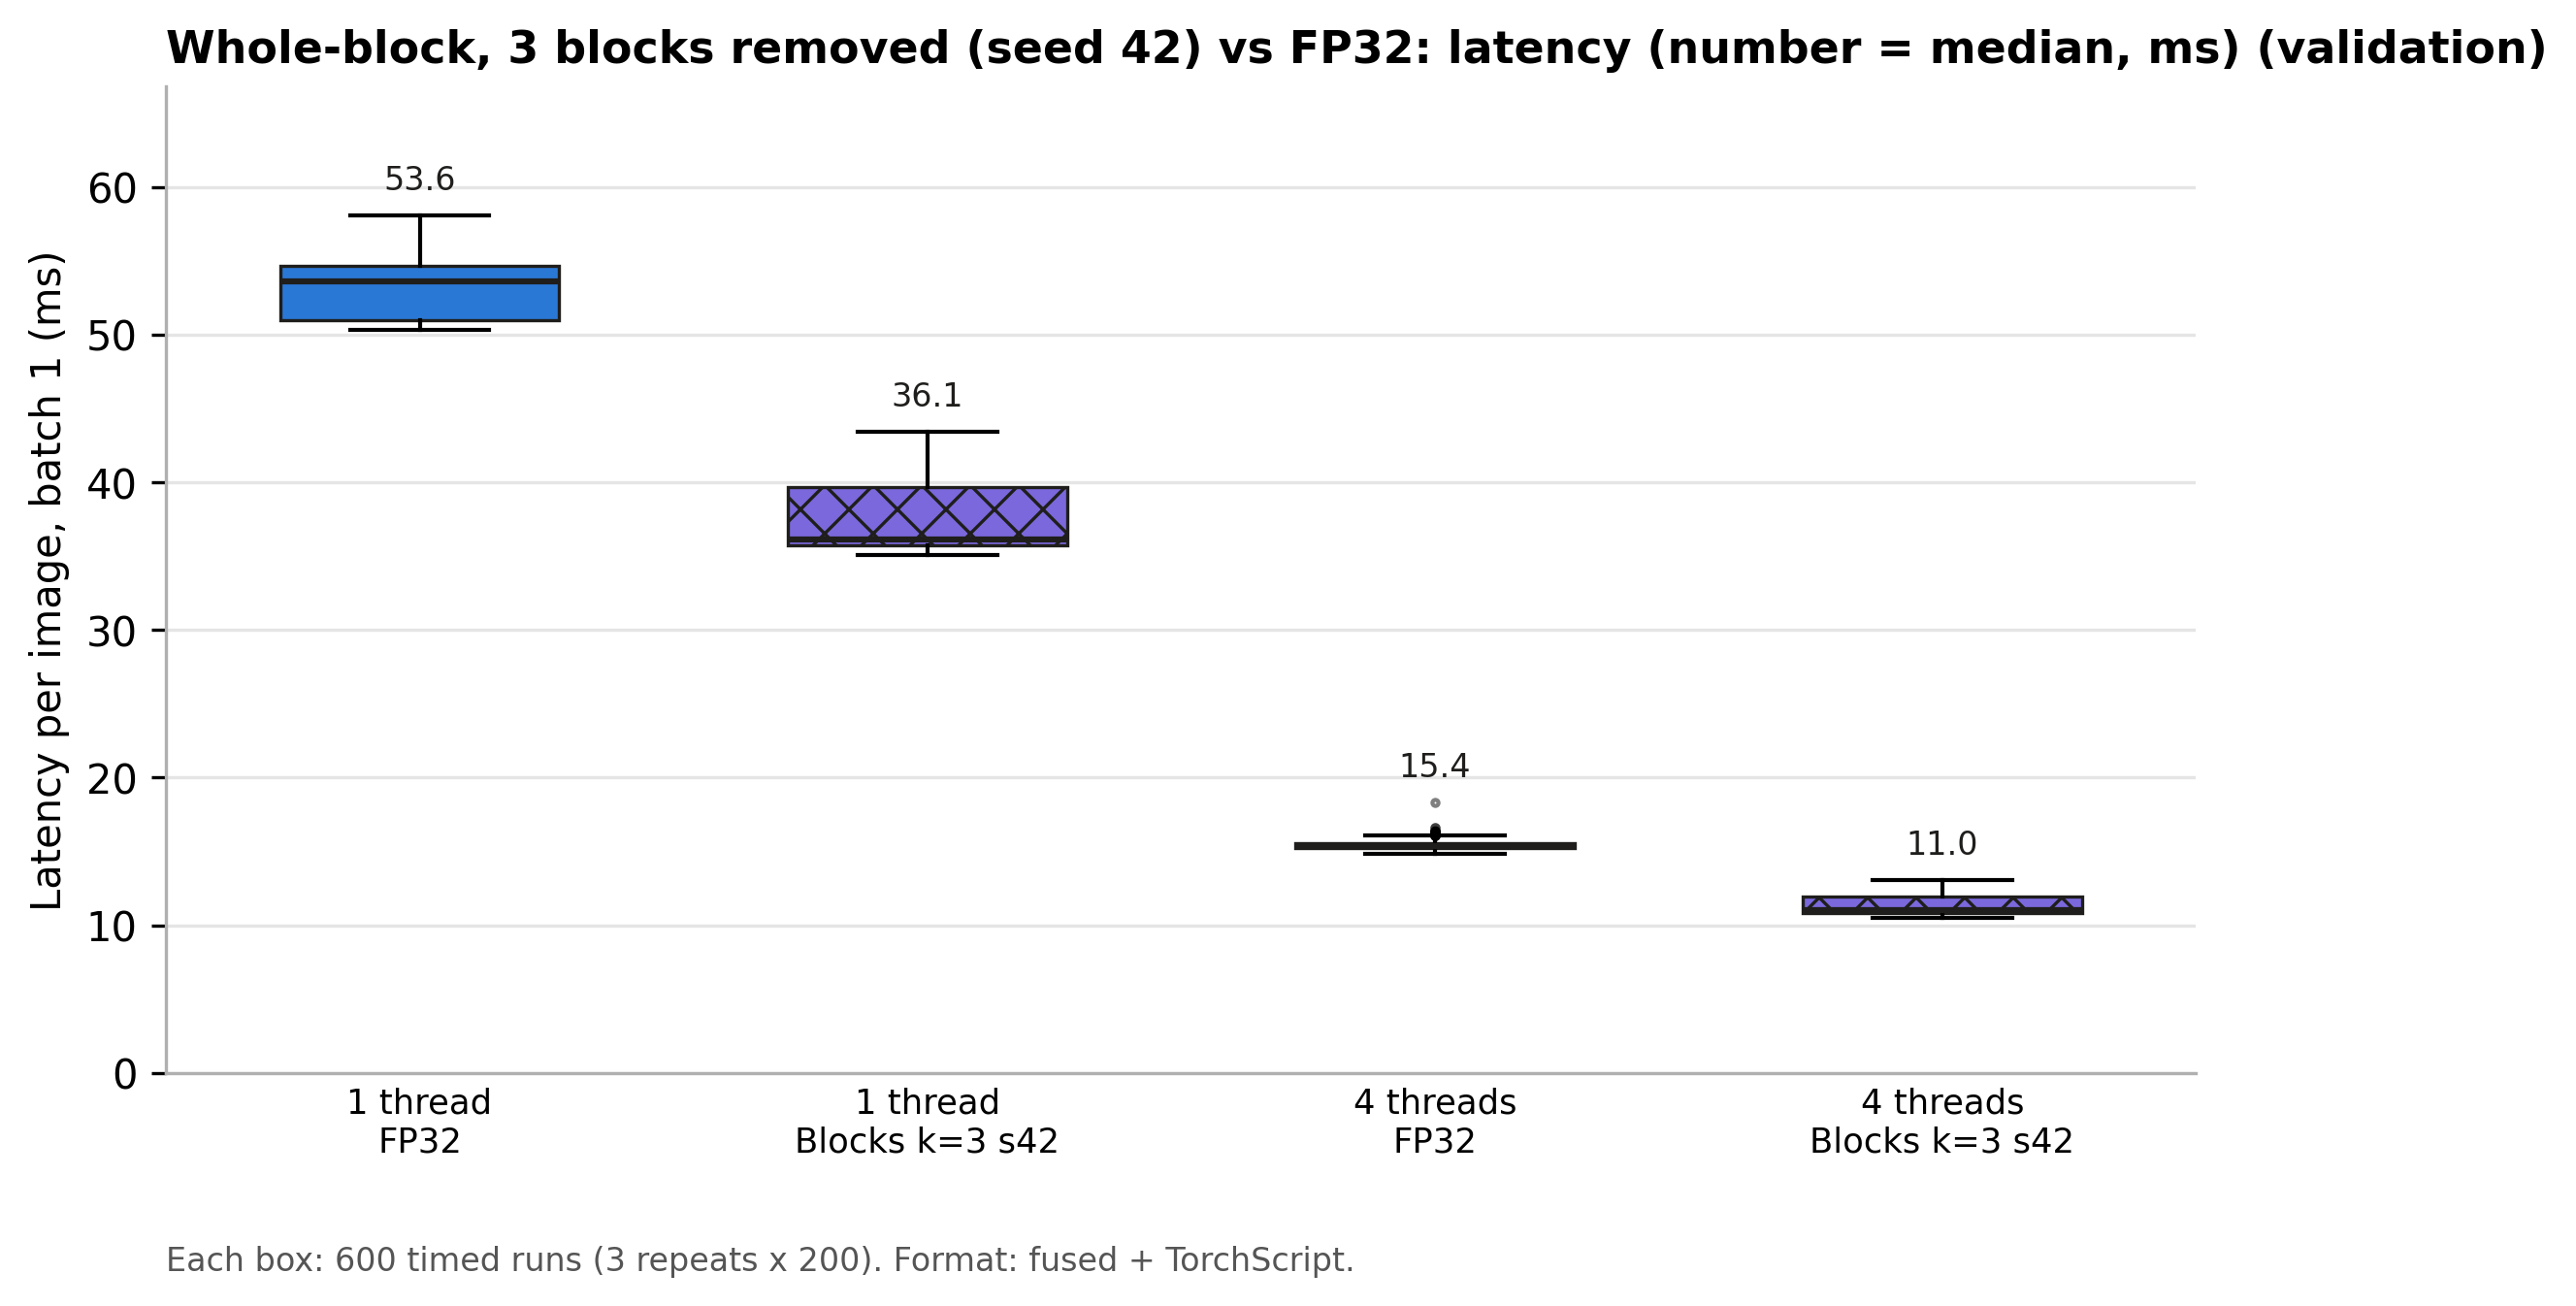 Whole-block, 3 blocks removed (seed 42) vs FP32: latency (number = median, ms) (validation)
Latency per image, batch 1 (ms)
60
50
40
30
20
10
0
53.6
36.1
15.4
11.0
1 thread
FP32
1 thread
Blocks k=3 s42
4 threads
FP32
4 threads
Blocks k=3 s42
Each box: 600 timed runs (3 repeats x 200). Format: fused + TorchScript.